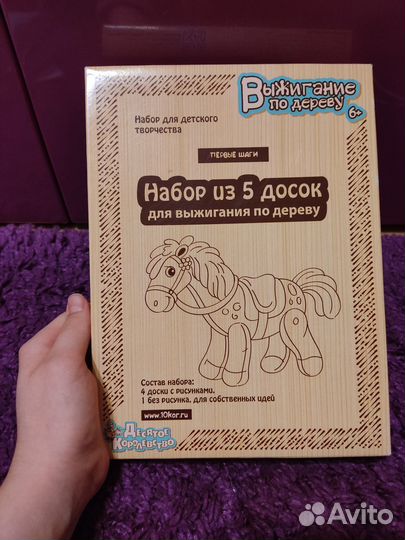 Выжигание
по дереву
6+
Набор для детского
творчества
ПЕРВЫЕ ШАГИ
Набор из 5 досок
для выжигания по дереву
Состав набора:
4 доски с рисунками,
1 без рисунка, для собственных идей
www.10kor.ru
Десятое
Королевство
Avito